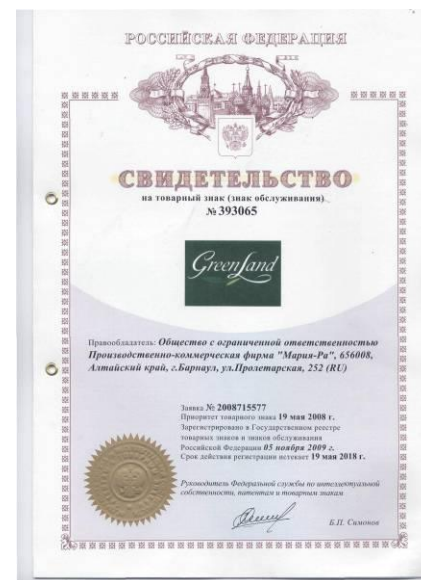 РОССИЙСКАЯ ФЕДЕРАЦИЯ
СВИДЕТЕЛЬСТВО
на товарный знак (знак обслуживания)
№ 393065
GreenLand
Правообладатель: Общество с ограниченной ответственностью
Производственно-коммерческая фирма "Мария-Ра", 656008,
Алтайский край, г.Барнаул, ул.Пролетарская, 252 (RU)
Заявка № 2008715577
Приоритет товарного знака 19 мая 2008 г.
Зарегистрировано в Государственном реестре
товарных знаков и знаков обслуживания
Российской Федерации 05 ноября 2009 г.
Срок действия регистрации истекает 19 мая 2018 г.
Руководитель Федеральной службы по интеллектуальной
собственности, патентам и товарным знакам
Б.П. Симонов